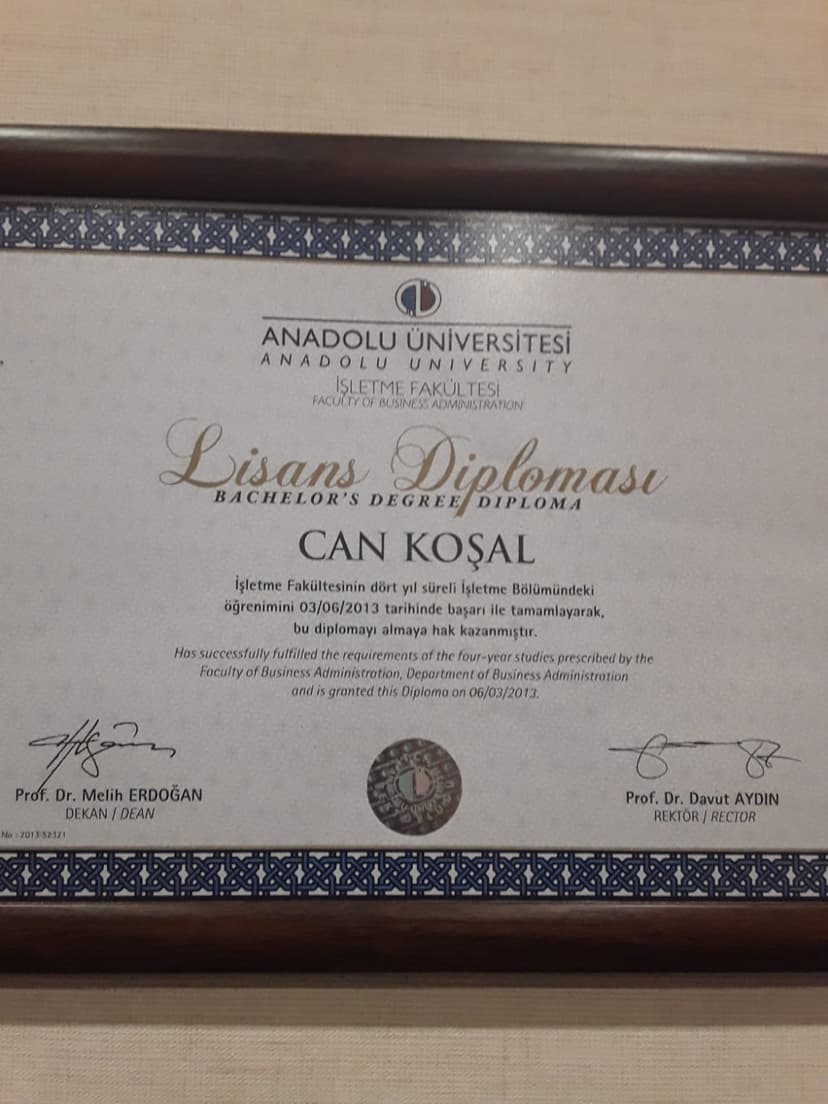 ANADOLU ÜNİVERSİTESİ
ANADOLU UNIVERSITY
İŞLETME FAKÜLTESİ
FACULTY OF BUSINESS ADMINISTRATION
Lisans Diploması
BACHELOR'S DEGREE DIPLOMA
CAN KOŞAL
İşletme Fakültesinin dört yıl süreli İşletme Bölümündeki
öğrenimini 03/06/2013 tarihinde başarı ile tamamlayarak,
bu diplomayı almaya hak kazanmıştır.
Has successfully fulfilled the requirements of the four-year studies prescribed by the
Faculty of Business Administration, Department of Business Administration
and is granted this Diploma on 06/03/2013.
Prof. Dr. Melih ERDOĞAN
DEKAN / DEAN
No : 2013-52321
Prof. Dr. Davut AYDIN
REKTÖR / RECTOR